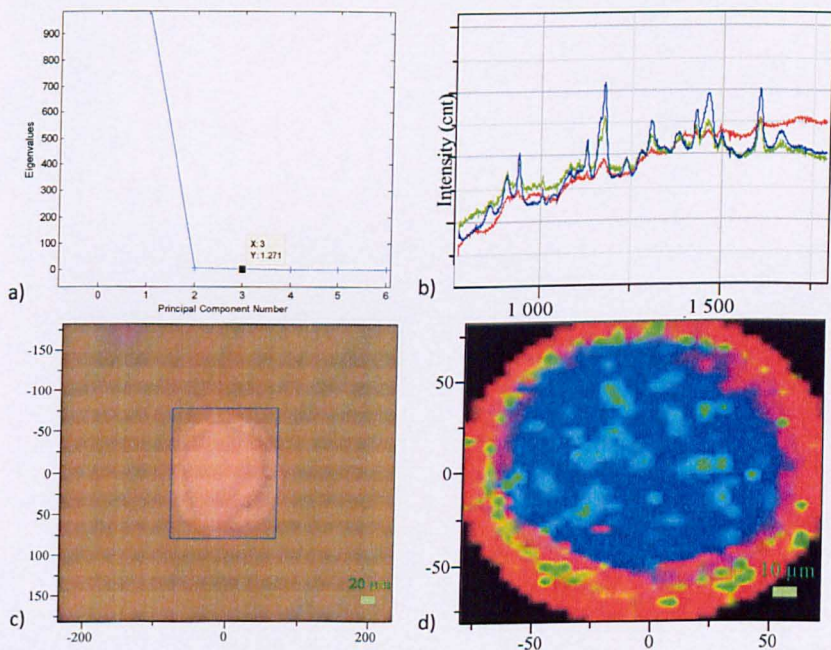 900
800
700
600
500
400
300
200
100
0
Eigenvalues
X: 3
Y: 1.271
0 1 2 3 4 5 6
Principal Component Number
a)
Intensity (cnt)
1 000 1 500
b)
-150
-100
-50
0
50
100
150
20
-200 0 200
c)
50
0
-50
10 µm
-50 0 50
d)